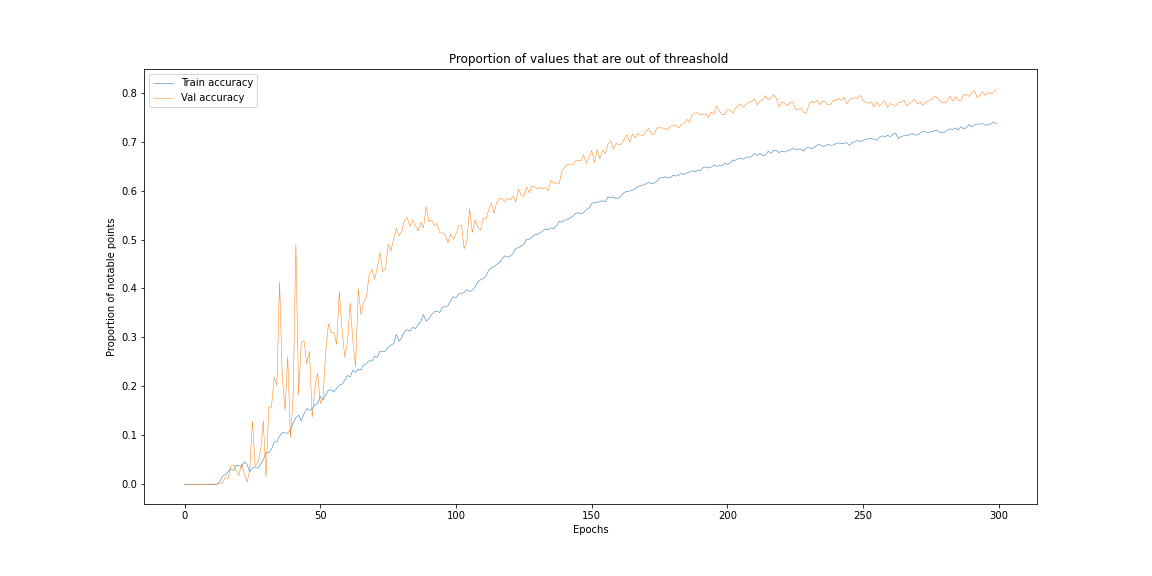 Proportion of values that are out of threashold
Train accuracy
Val accuracy
Proportion of notable points
0.8
0.7
0.6
0.5
0.4
0.3
0.2
0.1
0.0
0 50 100 150 200 250 300
Epochs